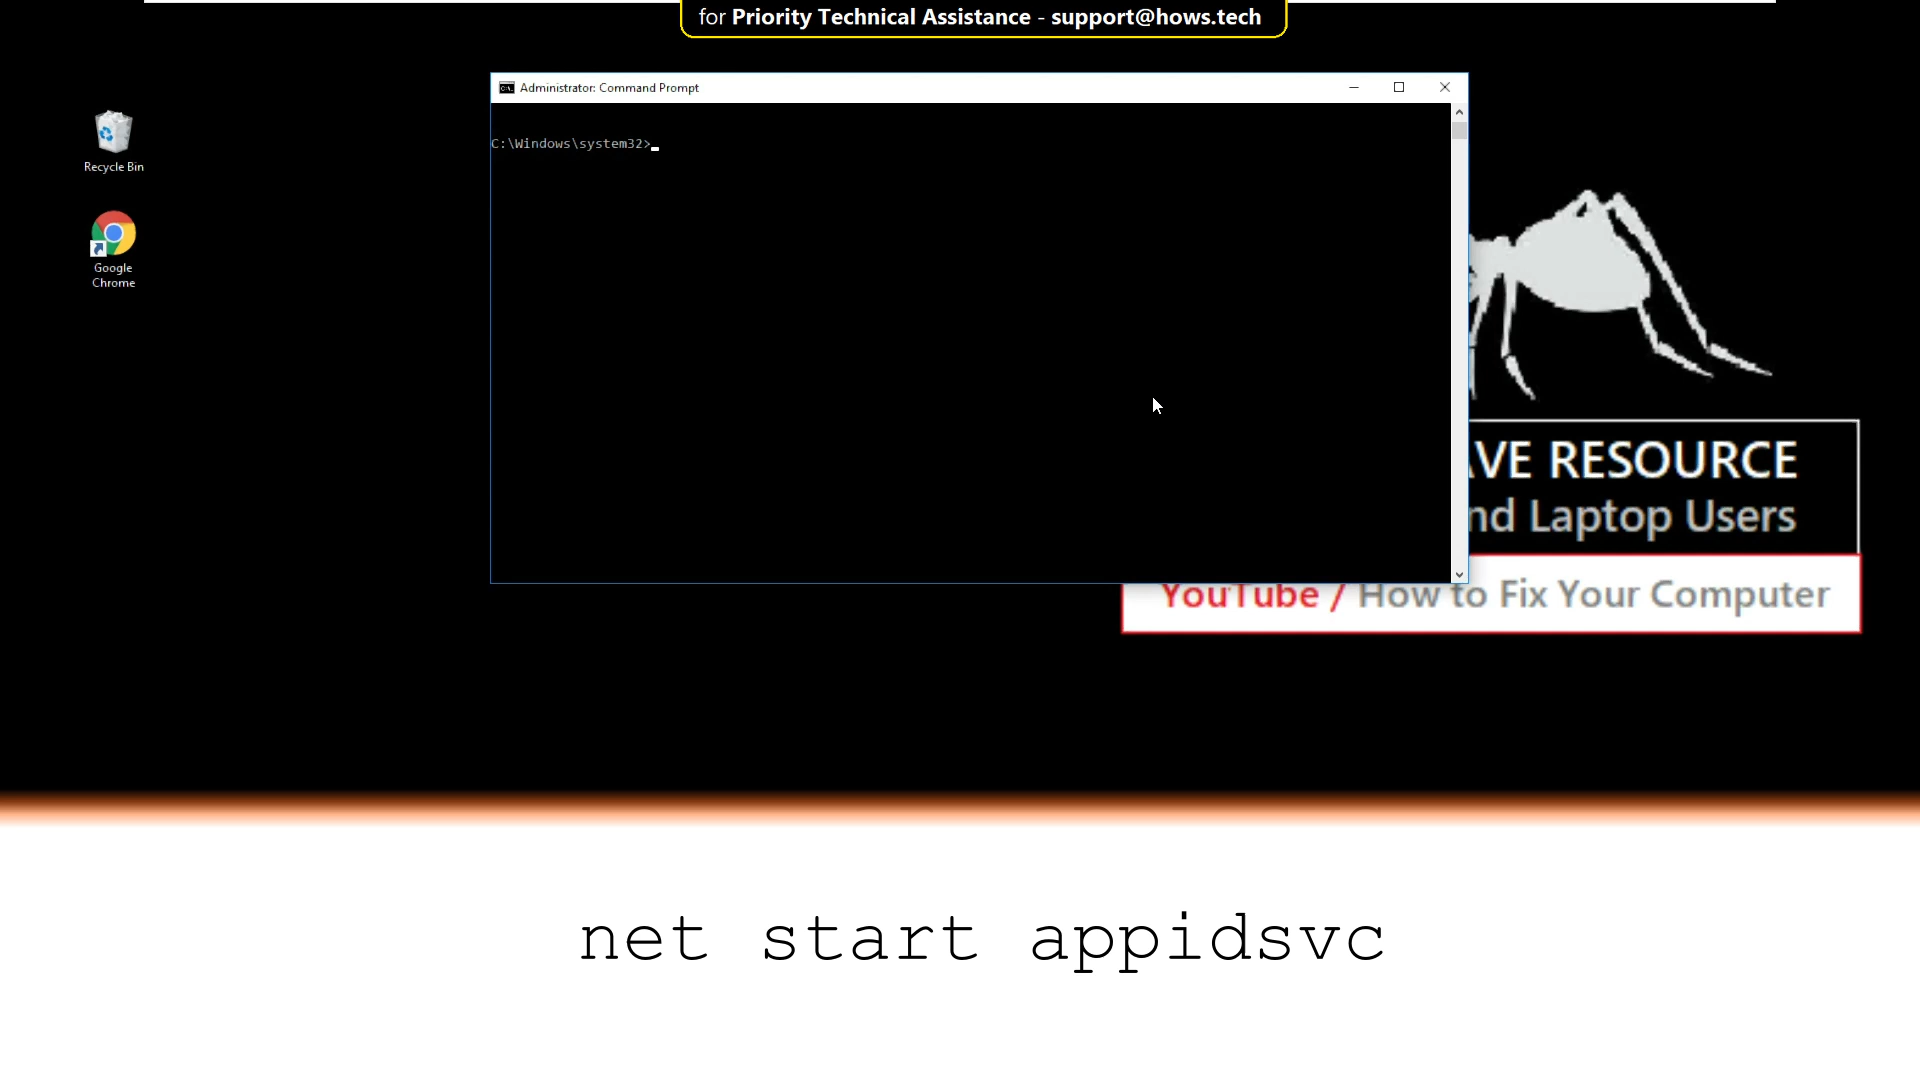 for Priority Technical Assistance - support@hows.tech
Administrator: Command Prompt
C:\Windows\system32>
Recycle Bin
Google
Chrome
VE RESOURCE
nd Laptop Users
YouTube / How to Fix Your Computer
net start appidsvc